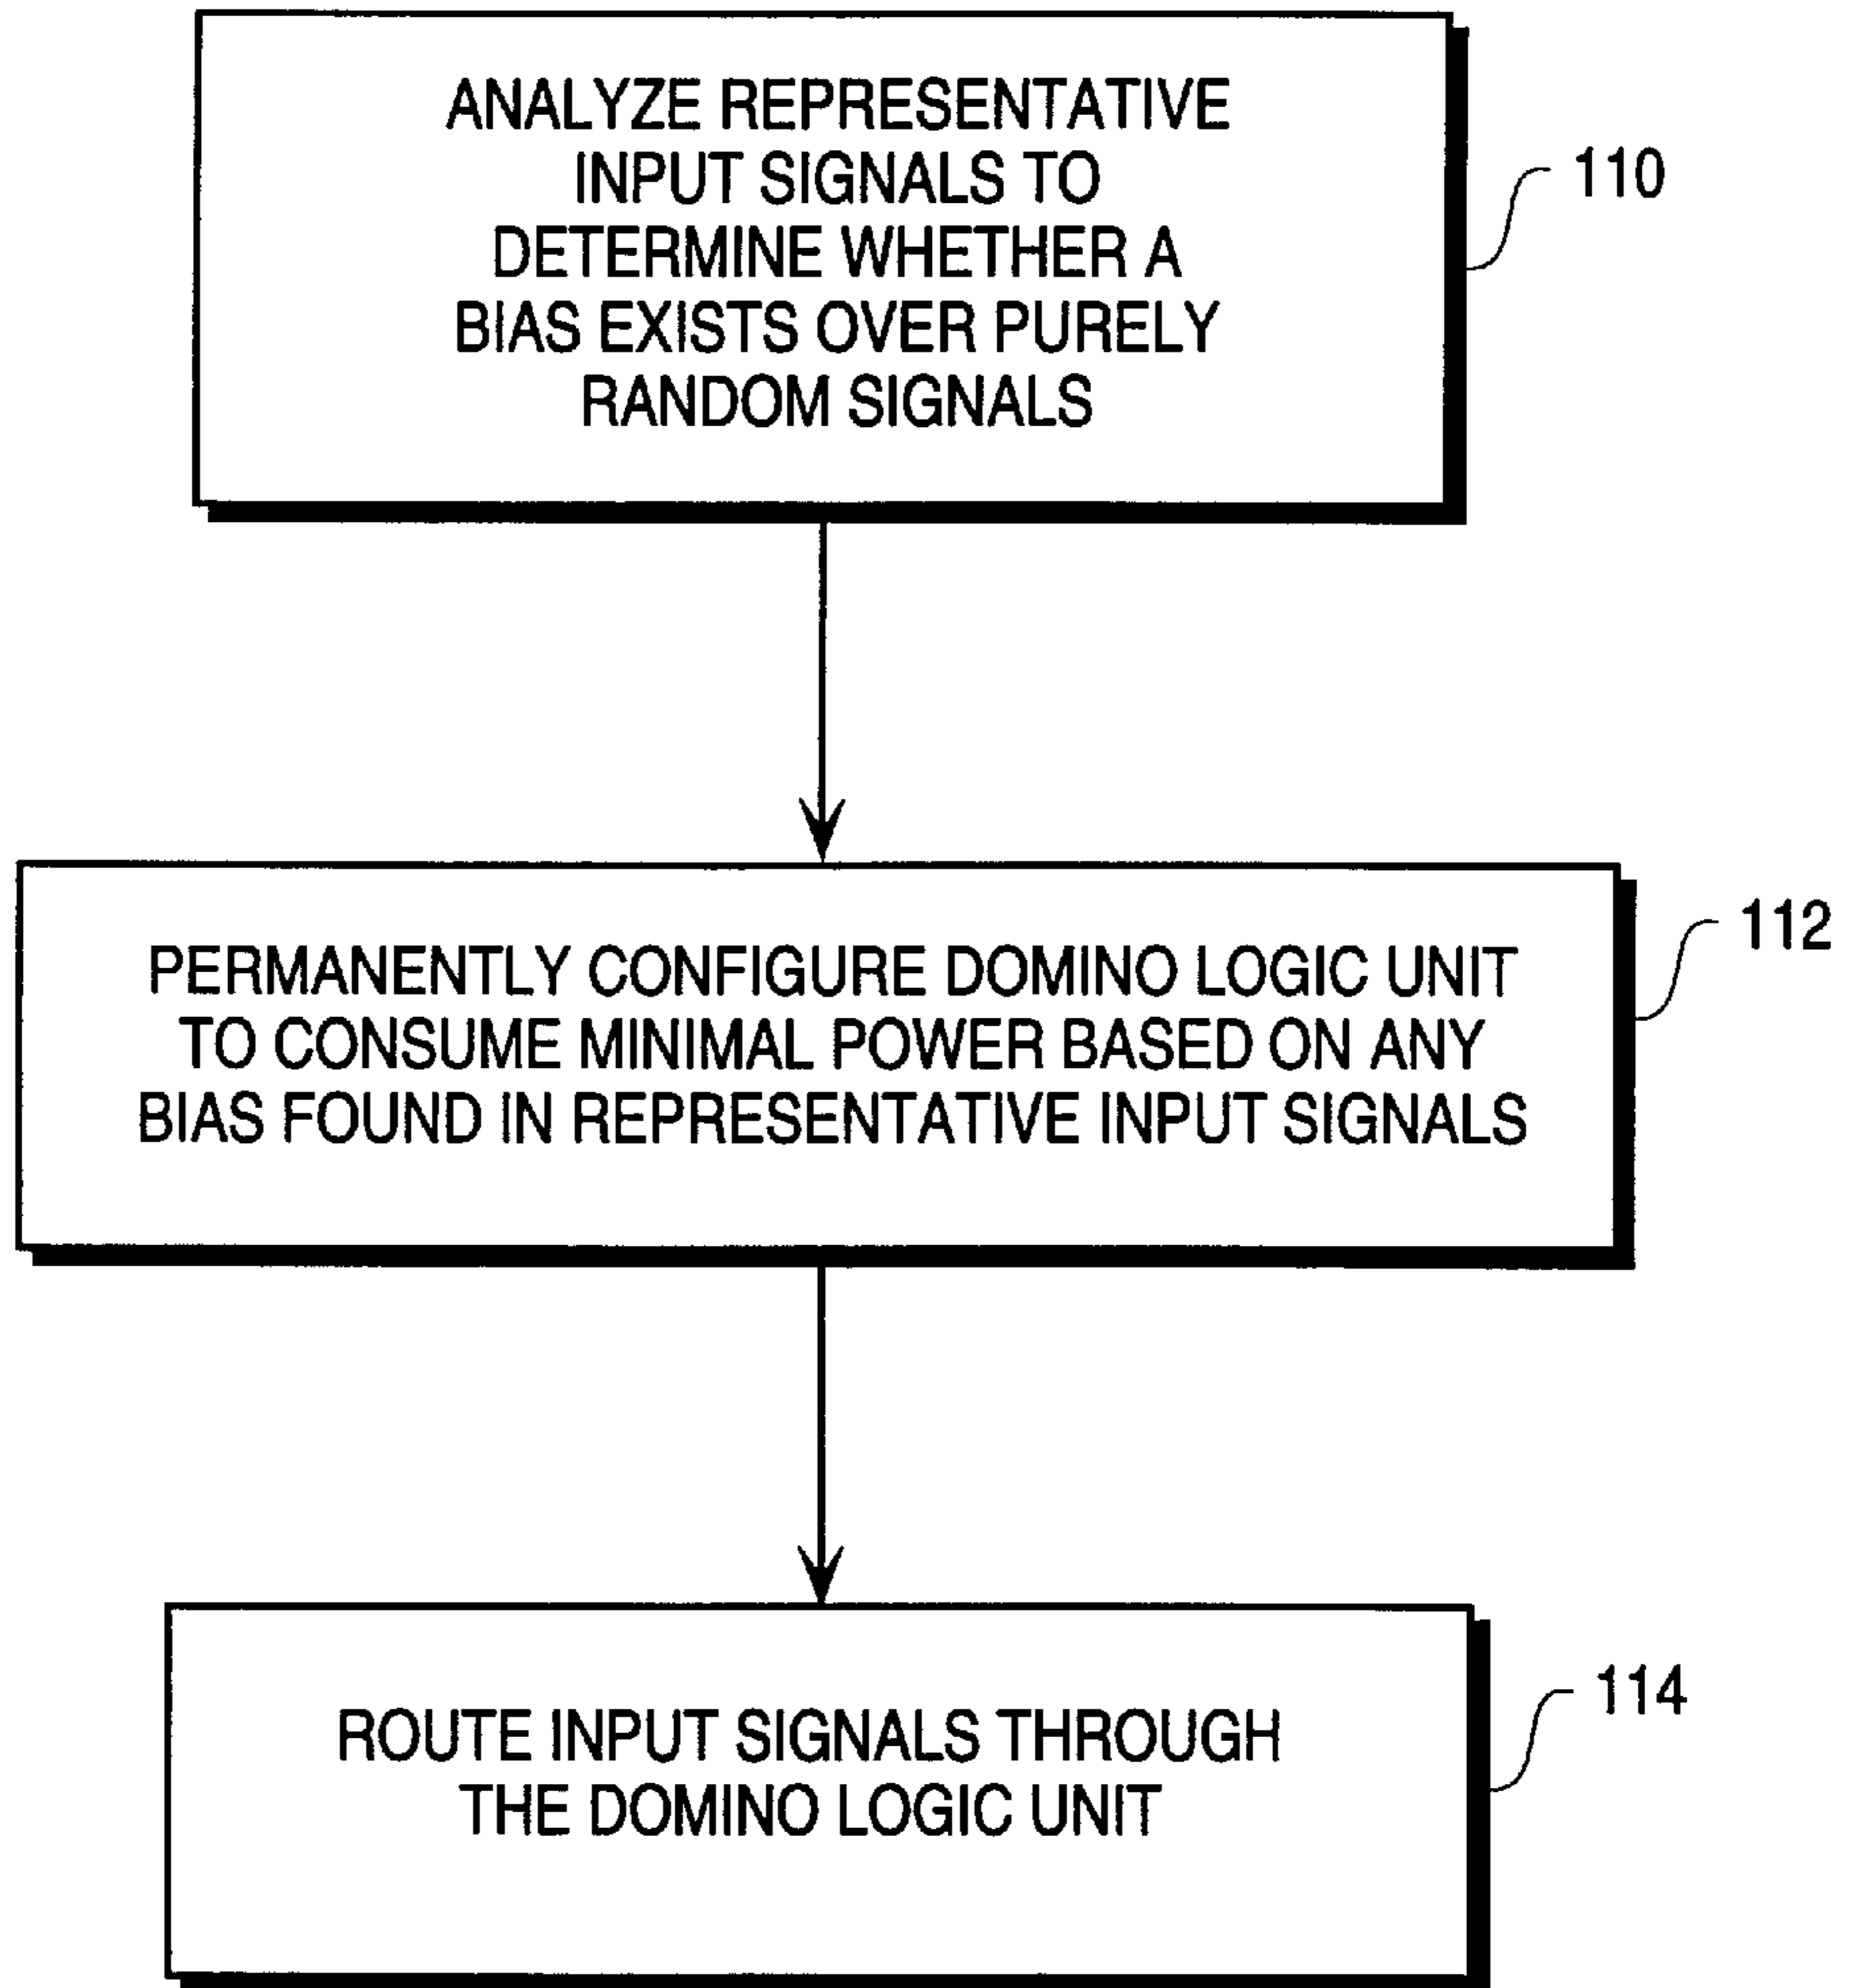 ANALYZE REPRESENTATIVE
INPUT SIGNALS TO
DETERMINE WHETHER A
BIAS EXISTS OVER PURELY
RANDOM SIGNALS
110
PERMANENTLY CONFIGURE DOMINO LOGIC UNIT
TO CONSUME MINIMAL POWER BASED ON ANY
BIAS FOUND IN REPRESENTATIVE INPUT SIGNALS
112
ROUTE INPUT SIGNALS THROUGH
THE DOMINO LOGIC UNIT
114